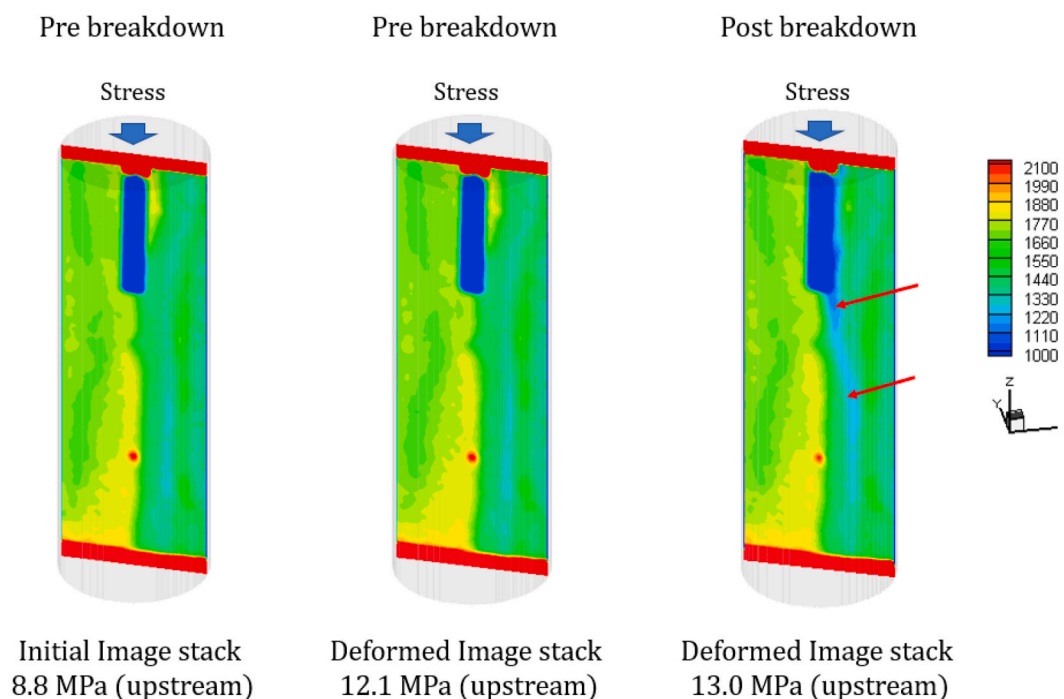 Pre breakdown
Pre breakdown
Post breakdown
Stress
Stress
Stress
2100
1990
1880
1770
1660
1550
1440
1330
1220
1110
1000
Z
Y
Initial Image stack
8.8 MPa (upstream)
Deformed Image stack
12.1 MPa (upstream)
Deformed Image stack
13.0 MPa (upstream)